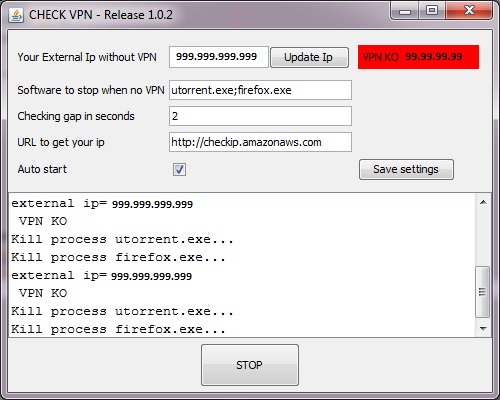 CHECK VPN - Release 1.0.2
Your External Ip without VPN 999.999.999.999 Update Ip VPN KO 99.99.99.99
Software to stop when no VPN utorrent.exe;firefox.exe
Checking gap in seconds 2
URL to get your ip http://checkip.amazonaws.com
Auto start Save settings
external ip= 999.999.999.999
VPN KO
Kill process utorrent.exe...
Kill process firefox.exe...
external ip= 999.999.999.999
VPN KO
Kill process utorrent.exe...
Kill process firefox.exe...
STOP